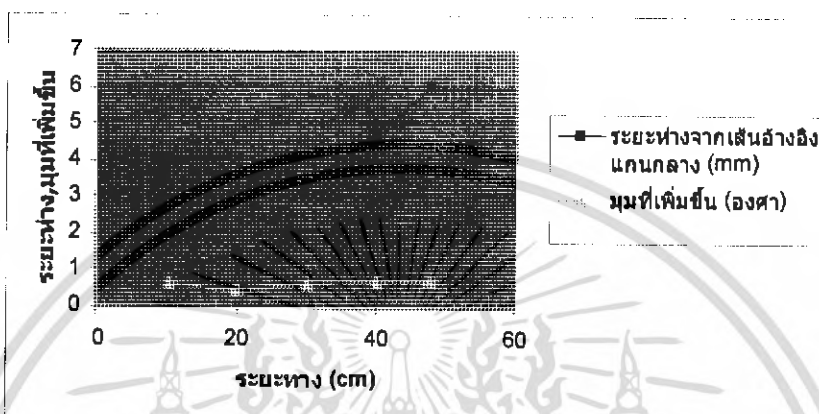 7
6
5
4
3
2
1
0
ระยะห่าง,มุมที่เพิ่มขึ้น
0 20 40 60
ระยะทาง (cm)
ระยะห่างจากเส้นอ้างอิง
แกนกลาง (mm)
มุมที่เพิ่มขึ้น (องศา)